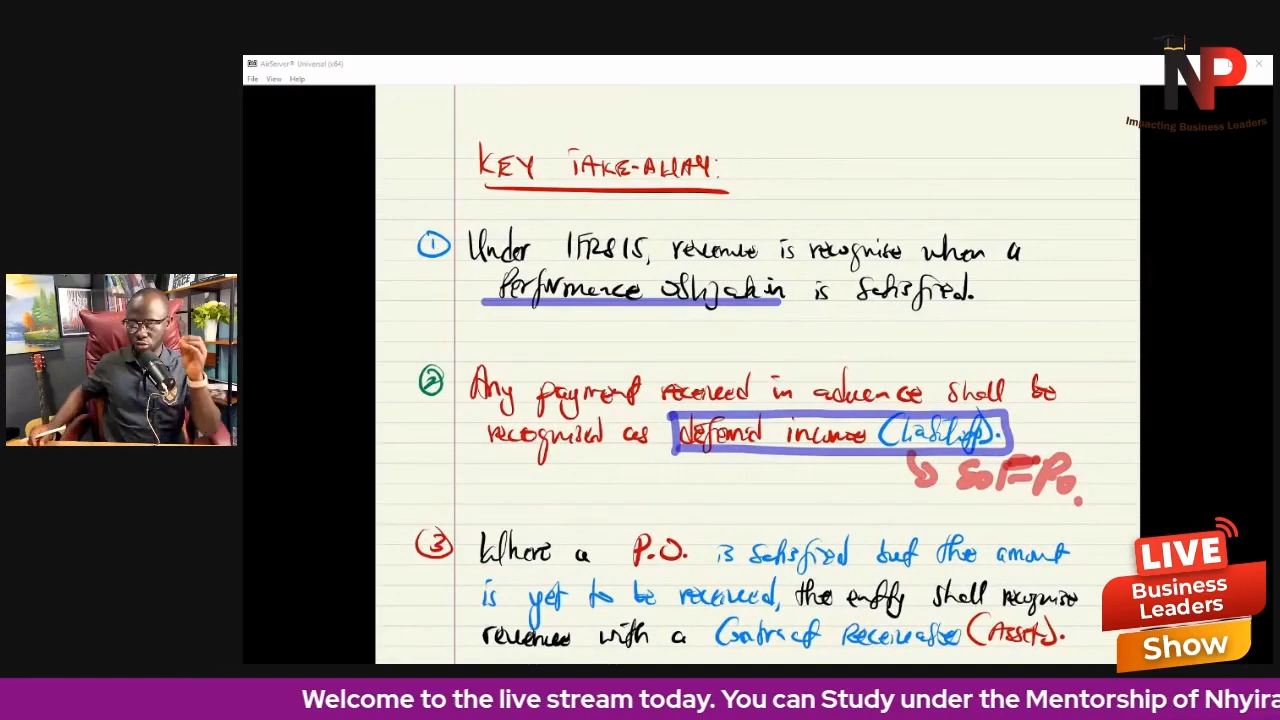 AirServer® Universal (x64)
File View Help
NP
Impacting Business Leaders
KEY TAKE-AWAY:
① Under IFRS 15, revenue is recognise when a
Performance obligation is satisfied.
② Any payment received in advance shall be
recognised as deferred income (Liability).
↳ SOFPO.
③ Where a P.O. is satisfied but the amount
is yet to be received, the entity shall recognise
revenue with a Contract Receivable (Asset).
LIVE
Business
Leaders
Show
Welcome to the live stream today. You can Study under the Mentorship of Nhyira